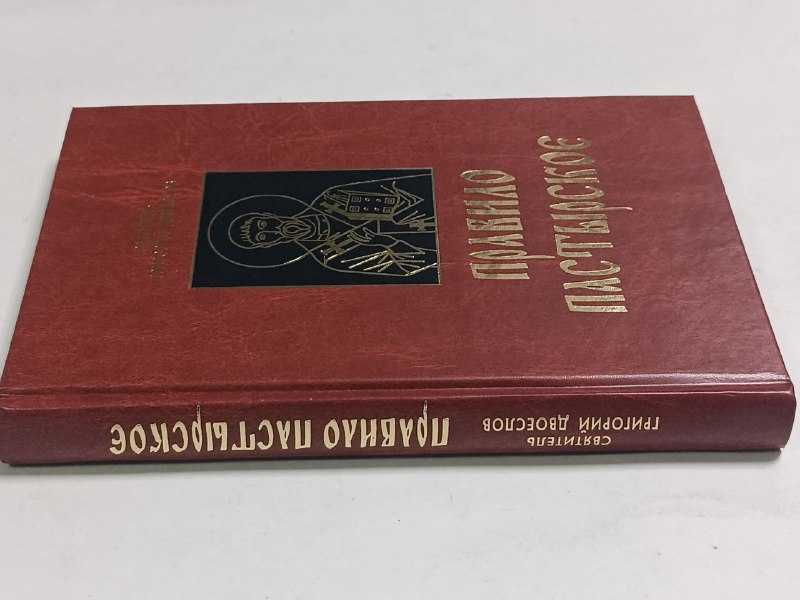 ПРАВИЛО
ПАСТЫРСКОЕ
СВЯТИТЕЛЬ
ГРИГОРИЙ ДВОЕСЛОВ
ПРАВИЛО ПАСТЫРСКОЕ